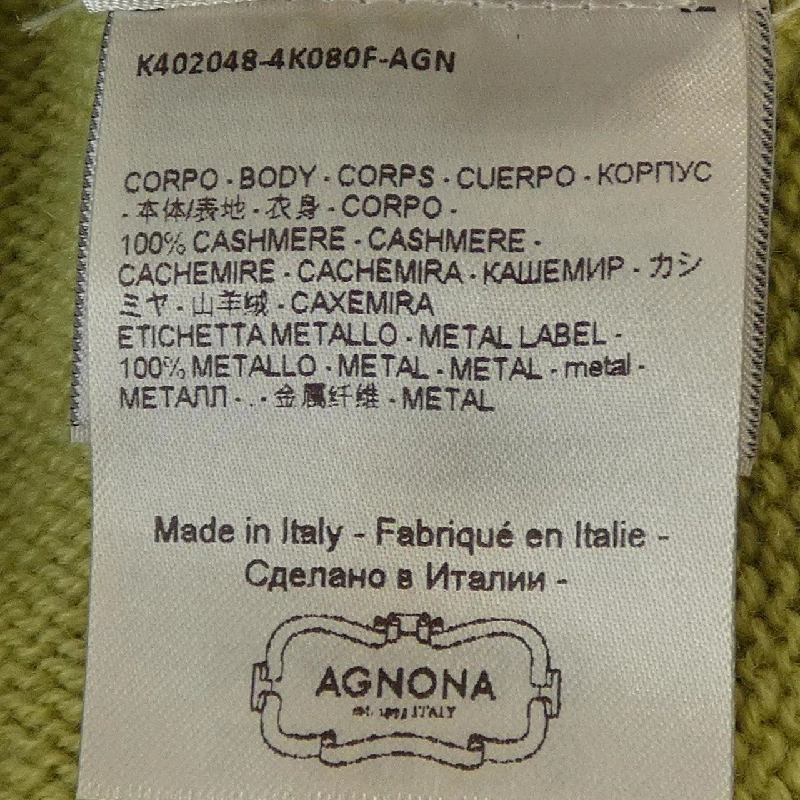 K402048-4K080F-AGN
CORPO - BODY - CORPS - CUERPO - КОРПУС
- 本体/表地 - 衣身 - CORPO -
100% CASHMERE - CASHMERE -
CACHEMIRE - CACHEMIRA - КАШЕМИР - カシ
ミヤ - 山羊绒 - CAXEMIRA
ETICHETTA METALLO - METAL LABEL -
100% METALLO - METAL - METAL - metal -
МЕТАЛЛ - . - 金属纤维 - METAL
Made in Italy - Fabriqué en Italie -
Сделано в Италии -
AGNONA
ITALY